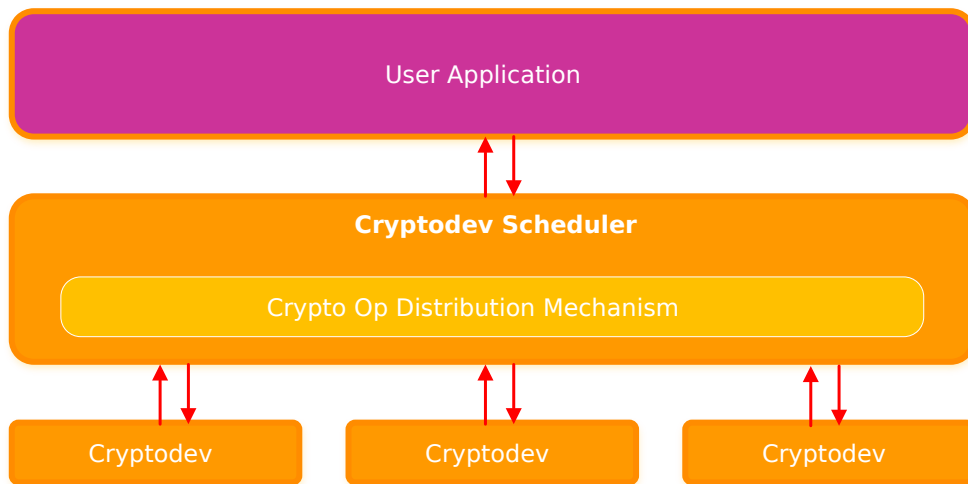 User Application
Cryptodev Scheduler
Crypto Op Distribution Mechanism
Cryptodev
Cryptodev
Cryptodev